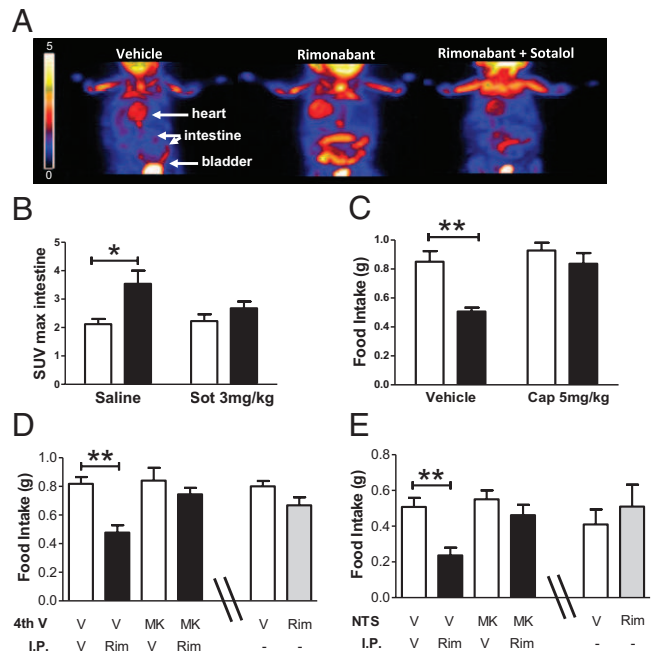 A
5
0
Vehicle
Rimonabant
Rimonabant + Sotalol
heart
intestine
bladder
B
SUV max intestine
5
4
3
2
1
0
*
Saline
Sot 3mg/kg
C
Food Intake (g)
1.0
0.8
0.6
0.4
0.2
0.0
**
Vehicle
Cap 5mg/kg
D
Food Intake (g)
1.0
0.8
0.6
0.4
0.2
0.0
**
4th V V V MK MK V Rim
I.P. V Rim V Rim - -
E
Food Intake (g)
0.8
0.6
0.4
0.2
0.0
**
NTS V V MK MK V Rim
I.P. V Rim V Rim - -